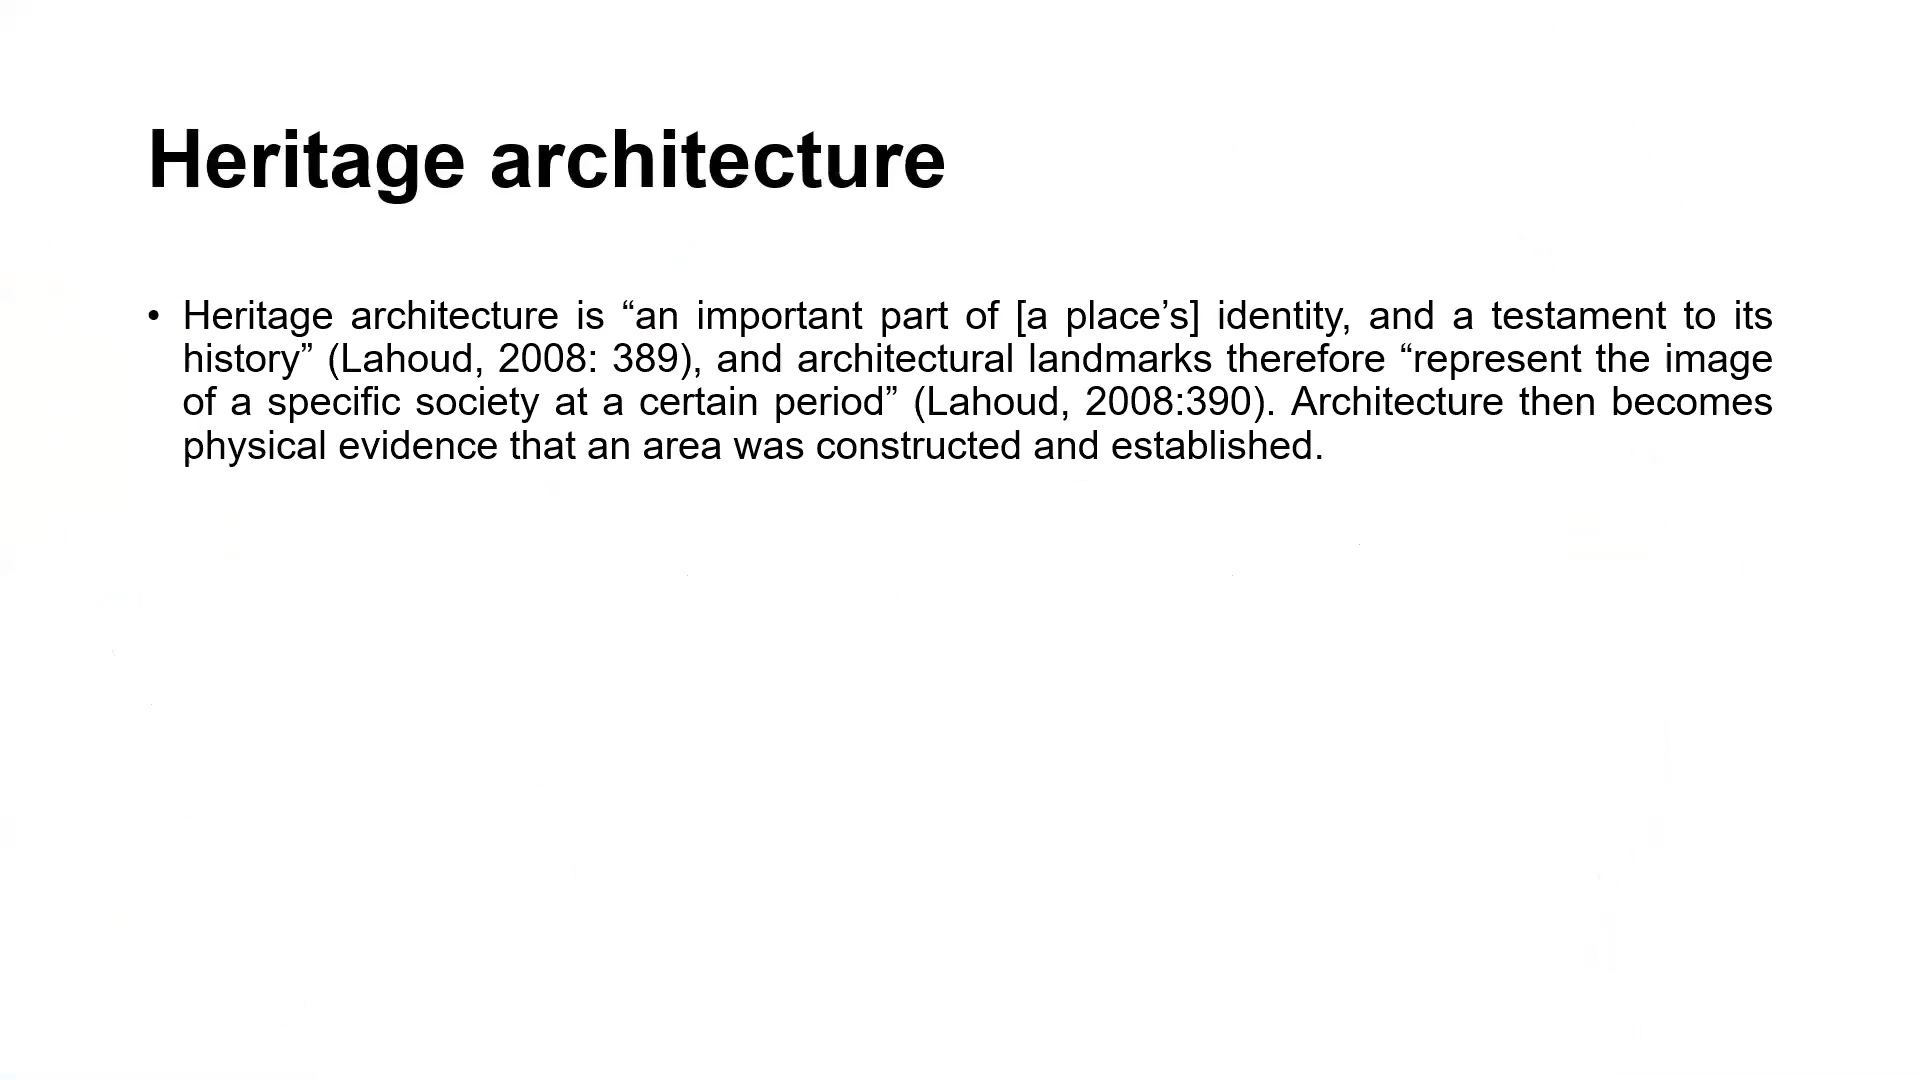 Heritage architecture
• Heritage architecture is “an important part of [a place’s] identity, and a testament to its
history” (Lahoud, 2008: 389), and architectural landmarks therefore “represent the image
of a specific society at a certain period” (Lahoud, 2008:390). Architecture then becomes
physical evidence that an area was constructed and established.